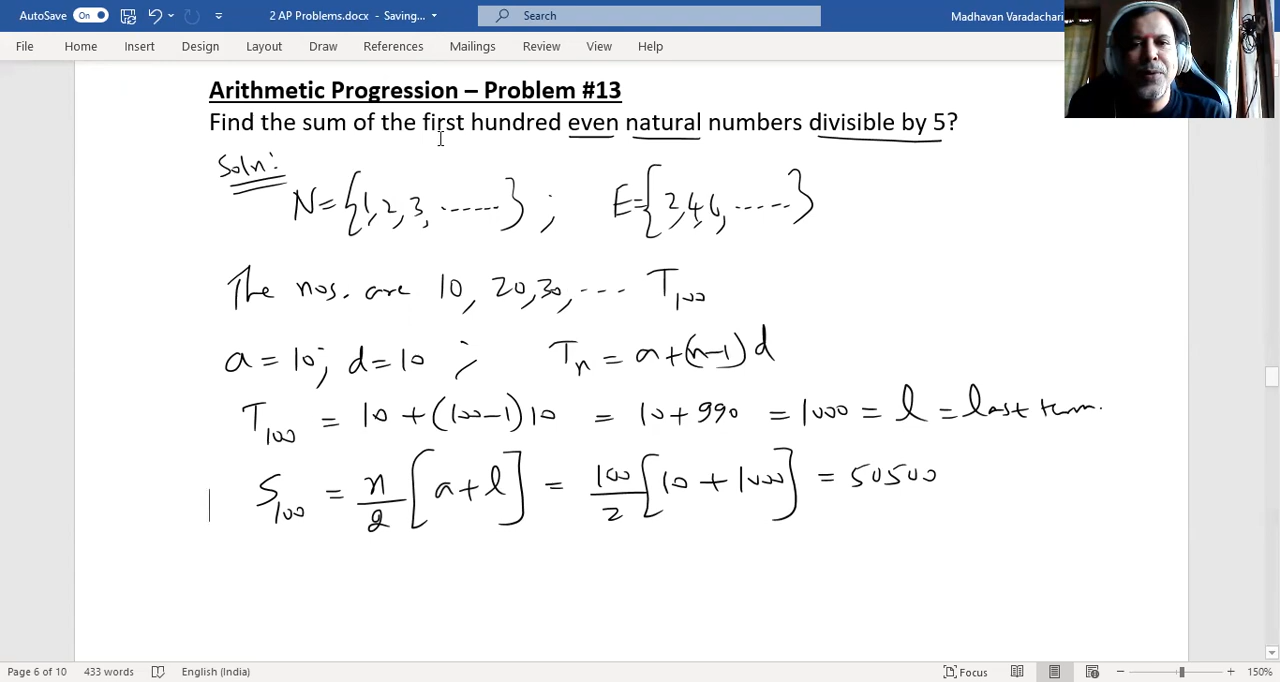 AutoSave On 2 AP Problems.docx - Saving... Search Madhavan Varadachari
File Home Insert Design Layout References Mailings Review View Help
Arithmetic Progression – Problem #13
Find the sum of the first hundred even natural numbers divisible by 5?
Soln:
N={1,2,3,......} ; E={2,4,6,.....}
The nos. are 10, 20,30, ... T100
a=10; d=10 ; Tn = a+(n-1)d
T100 = 10 +(100-1)10 = 10+990 = 1000 = l = last term.
S100 = n/2 [a+l] = 100/2 [10+1000] = 50500
Page 6 of 10 433 words English (India) Focus 150%